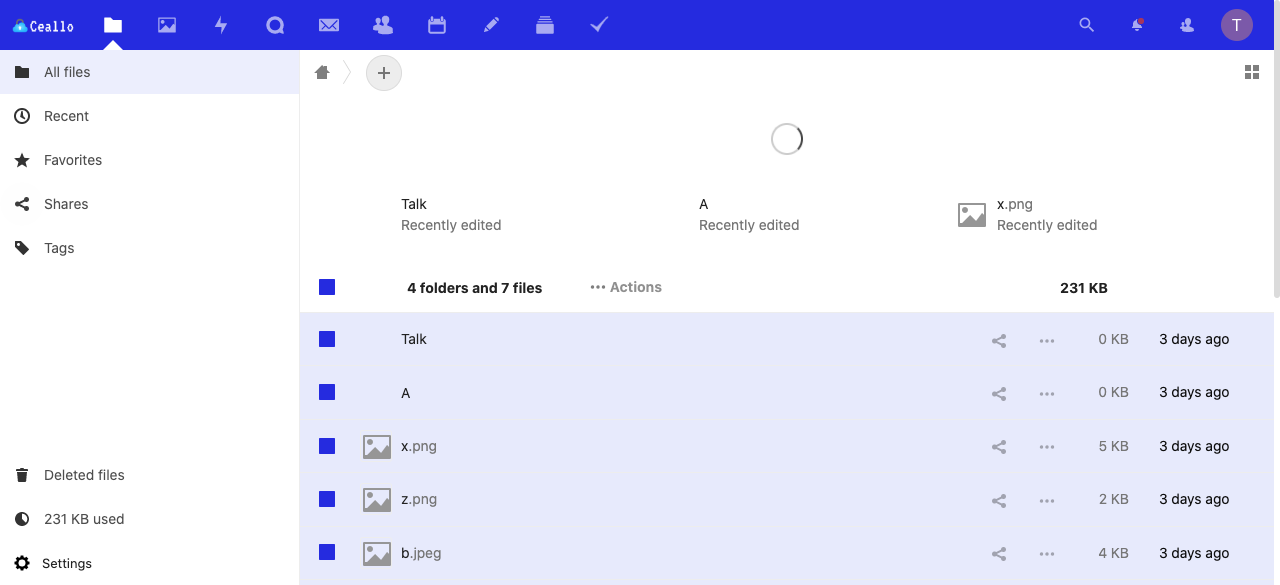 Ceallo
T
All files
Recent
Favorites
Shares
Tags
Deleted files
231 KB used
Settings
Talk
Recently edited
A
Recently edited
x.png
Recently edited
4 folders and 7 files ••• Actions 231 KB
Talk 0 KB 3 days ago
A 0 KB 3 days ago
x.png 5 KB 3 days ago
z.png 2 KB 3 days ago
b.jpeg 4 KB 3 days ago